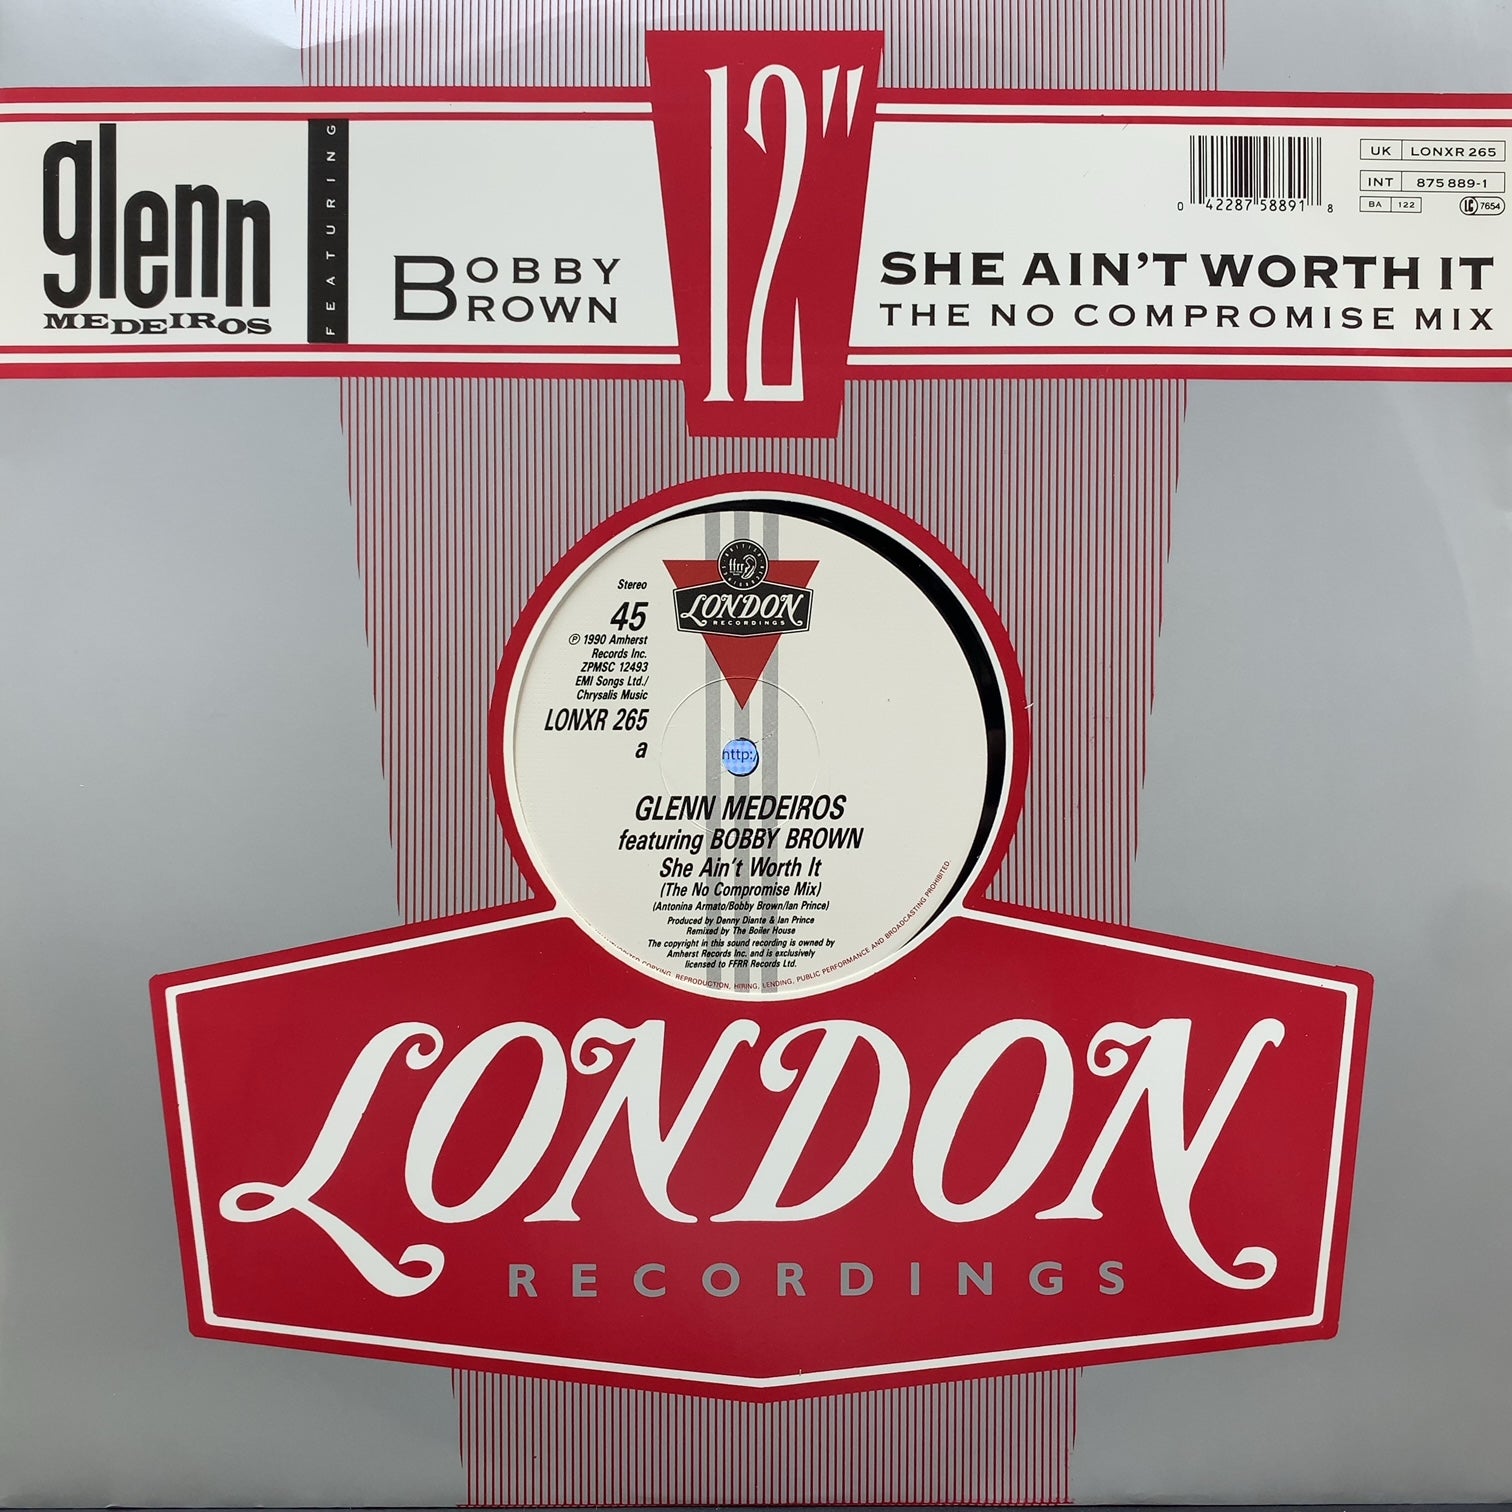 glenn
MEDEIROS
FEATURING
BOBBY
BROWN
12"
0 42287 58891 8
UK LONXR 265
INT 875 889-1
BA 122 LC 7654
SHE AIN'T WORTH IT
THE NO COMPROMISE MIX
ffrr
LONDON
RECORDINGS
Stereo
45
℗ 1990 Amherst
Records Inc.
ZPMSC 12493
EMI Songs Ltd./
Chrysalis Music
LONXR 265
a
http:/
GLENN MEDEIROS
featuring BOBBY BROWN
She Ain't Worth It
(The No Compromise Mix)
(Antonina Armato/Bobby Brown/Ian Prince)
Produced by Denny Diante & Ian Prince
Remixed by The Boiler House
The copyright in this sound recording is owned by
Amherst Records Inc. and is exclusively
licensed to FFRR Records Ltd.
COPYING, REPRODUCTION, HIRING, LENDING, PUBLIC PERFORMANCE AND BROADCASTING PROHIBITED.
LONDON
RECORDINGS